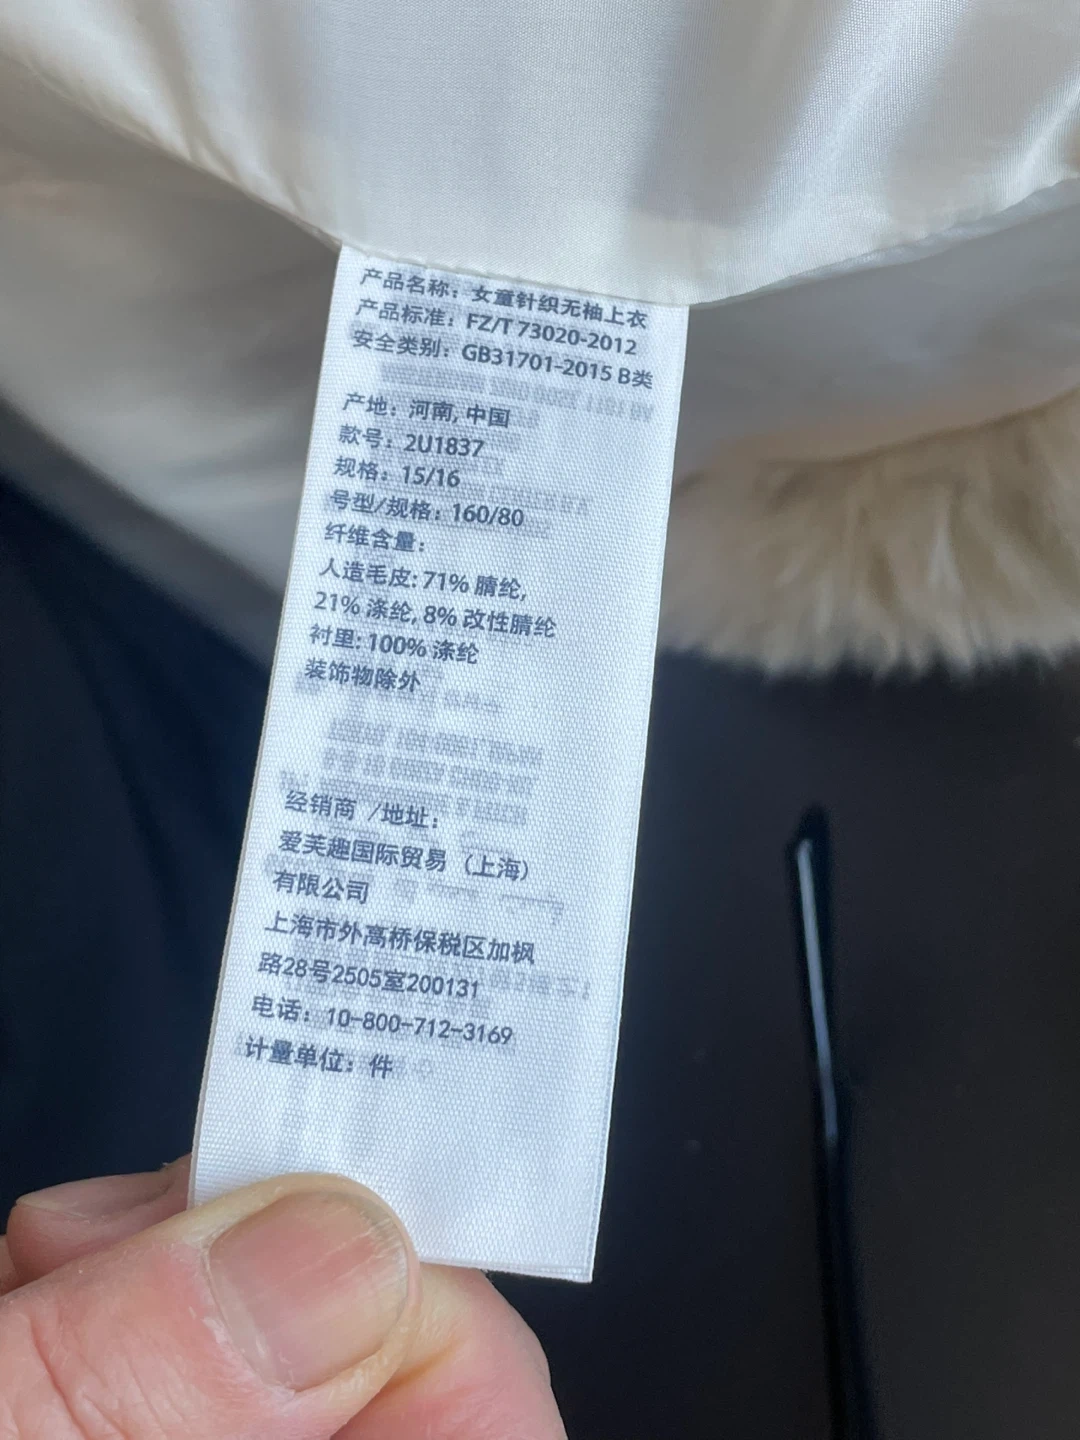 产品名称：女童针织无袖上衣
产品标准：FZ/T 73020-2012
安全类别：GB31701-2015 B类
产地：河南, 中国
款号：2U1837
规格：15/16
号型/规格：160/80
纤维含量：
人造毛皮: 71% 腈纶,
21% 涤纶, 8% 改性腈纶
衬里: 100% 涤纶
装饰物除外
经销商 /地址：
爱芙趣国际贸易（上海）
有限公司
上海市外高桥保税区加枫
路28号2505室200131
电话：10-800-712-3169
计量单位：件